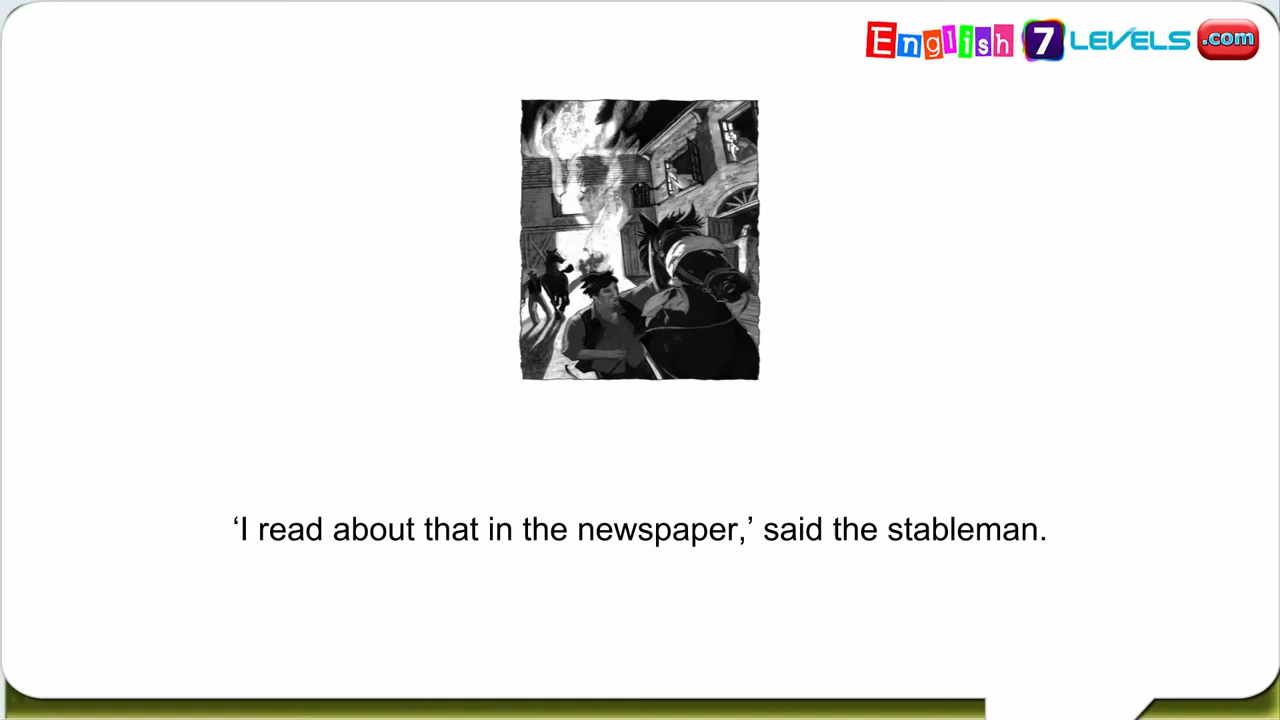 English 7 LEVELS .com
‘I read about that in the newspaper,’ said the stableman.